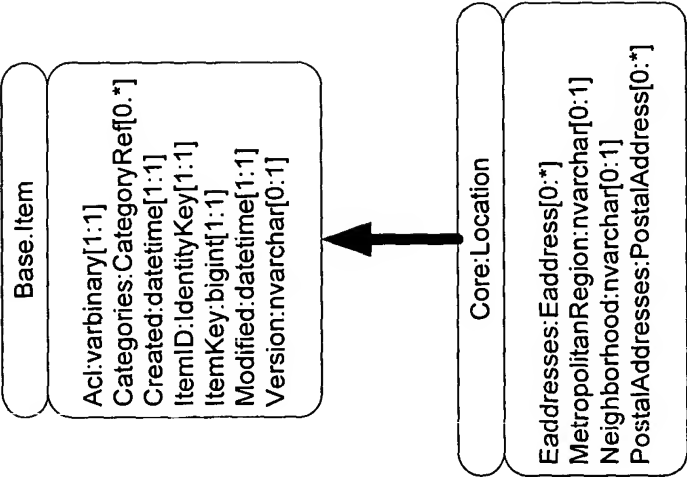 Base.Item
Acl:varbinary[1:1]
Categories:CategoryRef[0.*]
Created:datetime[1:1]
ItemID:IdentityKey[1:1]
ItemKey:bigint[1:1]
Modified:datetime[1:1]
Version:nvarchar[0:1]
Core:Location
Eaddresses:Eaddress[0:*]
MetropolitanRegion:nvarchar[0:1]
Neighborhood:nvarchar[0:1]
PostalAddresses:PostalAddress[0:*]